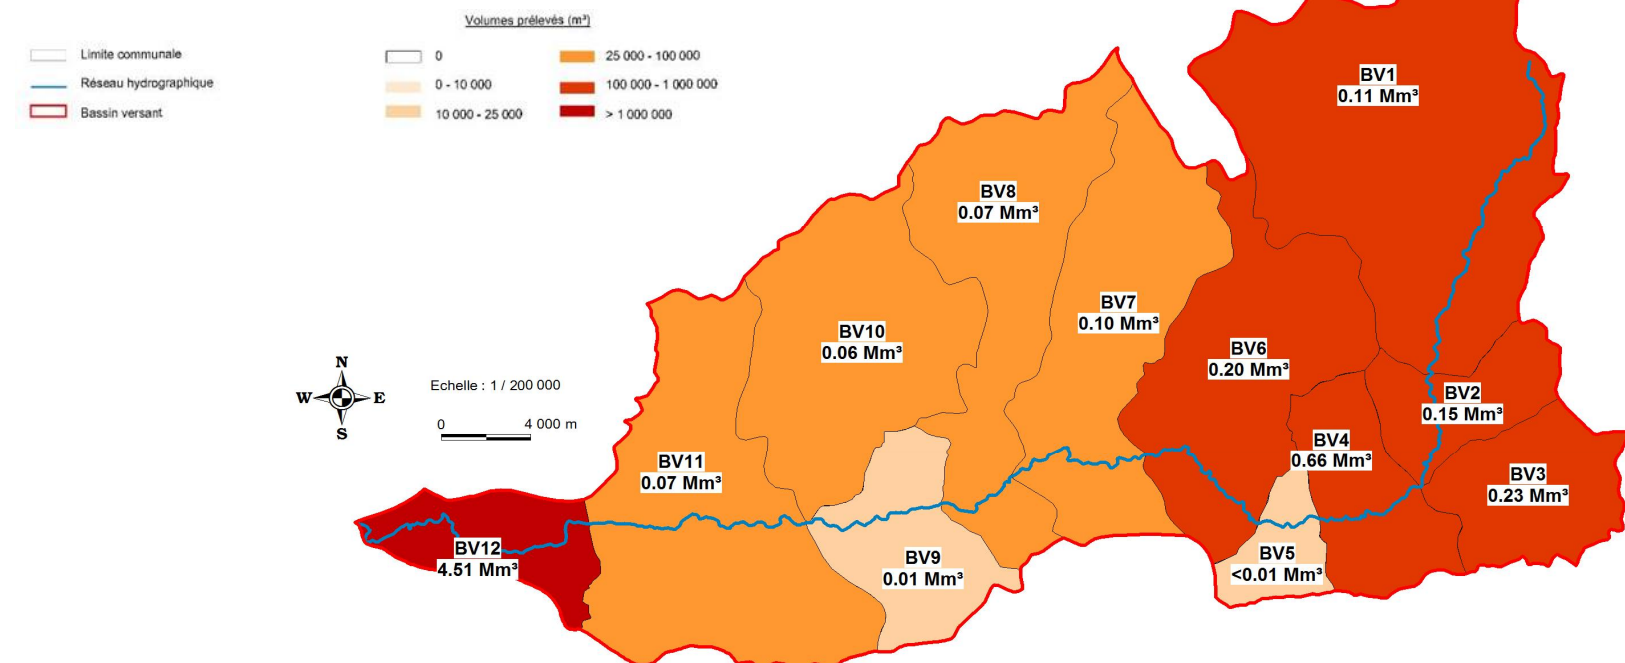 Volumes prélevés (m³)
Limite communale
Réseau hydrographique
Bassin versant
0
0 - 10 000
10 000 - 25 000
25 000 - 100 000
100 000 - 1 000 000
> 1 000 000
N
W
E
S
Echelle : 1 / 200 000
0
4 000 m
BV1
0.11 Mm³
BV8
0.07 Mm³
BV7
0.10 Mm³
BV10
0.06 Mm³
BV6
0.20 Mm³
BV2
0.15 Mm³
BV4
0.66 Mm³
BV11
0.07 Mm³
BV3
0.23 Mm³
BV12
4.51 Mm³
BV9
0.01 Mm³
BV5
<0.01 Mm³